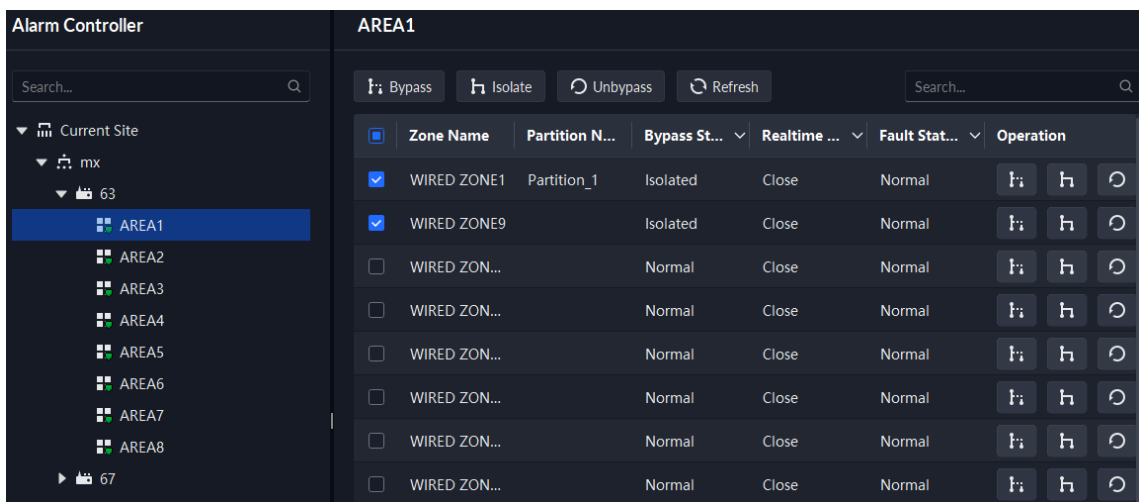 Alarm Controller
Search...
Current Site
mx
63
AREA1
AREA2
AREA3
AREA4
AREA5
AREA6
AREA7
AREA8
67
AREA1
Bypass Isolate Unbypass Refresh Search...
Zone Name Partition N... Bypass St... Realtime ... Fault Stat... Operation
WIRED ZONE1 Partition_1 Isolated Close Normal
WIRED ZONE9 Isolated Close Normal
WIRED ZON... Normal Close Normal
WIRED ZON... Normal Close Normal
WIRED ZON... Normal Close Normal
WIRED ZON... Normal Close Normal
WIRED ZON... Normal Close Normal
WIRED ZON... Normal Close Normal